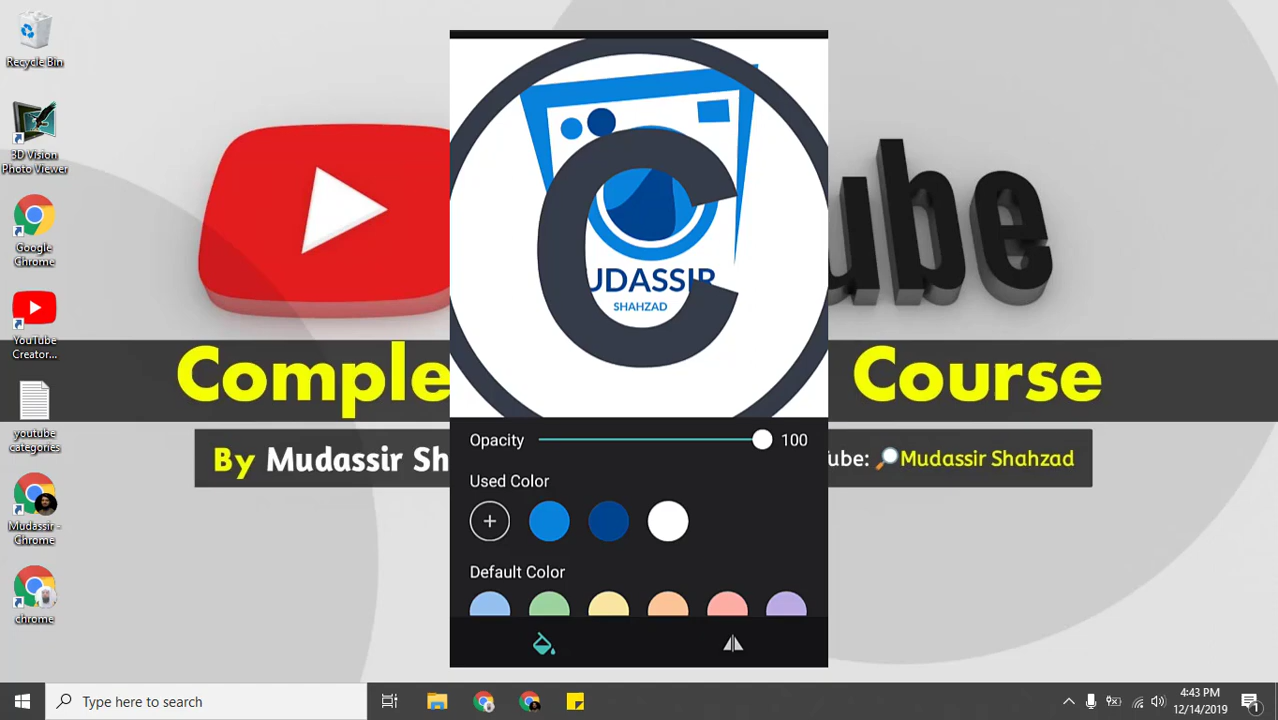 Recycle Bin
3D Vision
Photo Viewer
Google
Chrome
YouTube
Creator...
youtube
categories
Mudassir -
Chrome
chrome
ube
Comple
Course
By Mudassir Sh
ube: 🔎Mudassir Shahzad
C
UDASSIR
SHAHZAD
Opacity 100
Used Color
+
Default Color
Type here to search
4:43 PM
12/14/2019
1